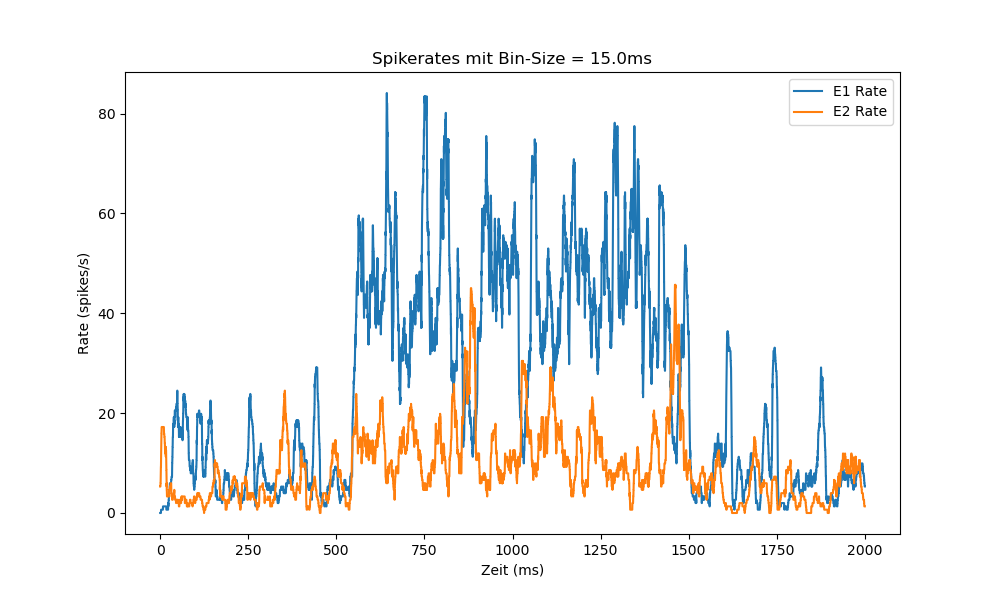 Spikerates mit Bin-Size = 15.0ms
E1 Rate
E2 Rate
80
60
40
20
0
Rate (spikes/s)
0 250 500 750 1000 1250 1500 1750 2000
Zeit (ms)